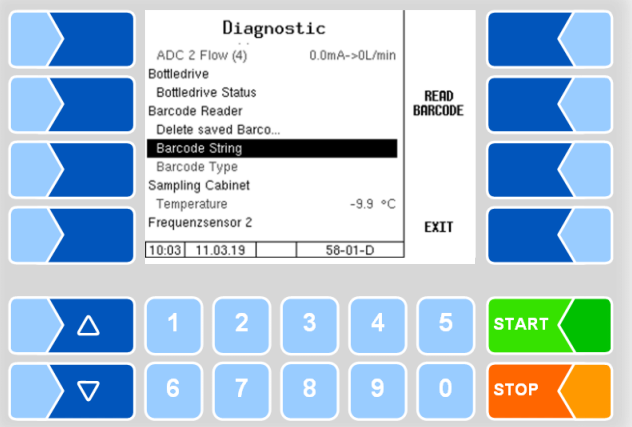 Diagnostic
ADC 2 Flow (4) 0.0mA->0L/min
Bottledrive
Bottledrive Status
Barcode Reader
Delete saved Barco...
Barcode String
Barcode Type
Sampling Cabinet
Temperature -9.9 °C
Frequenzsensor 2
10:03 11.03.19 58-01-D
READ
BARCODE
EXIT
1 2 3 4 5 START
6 7 8 9 0 STOP